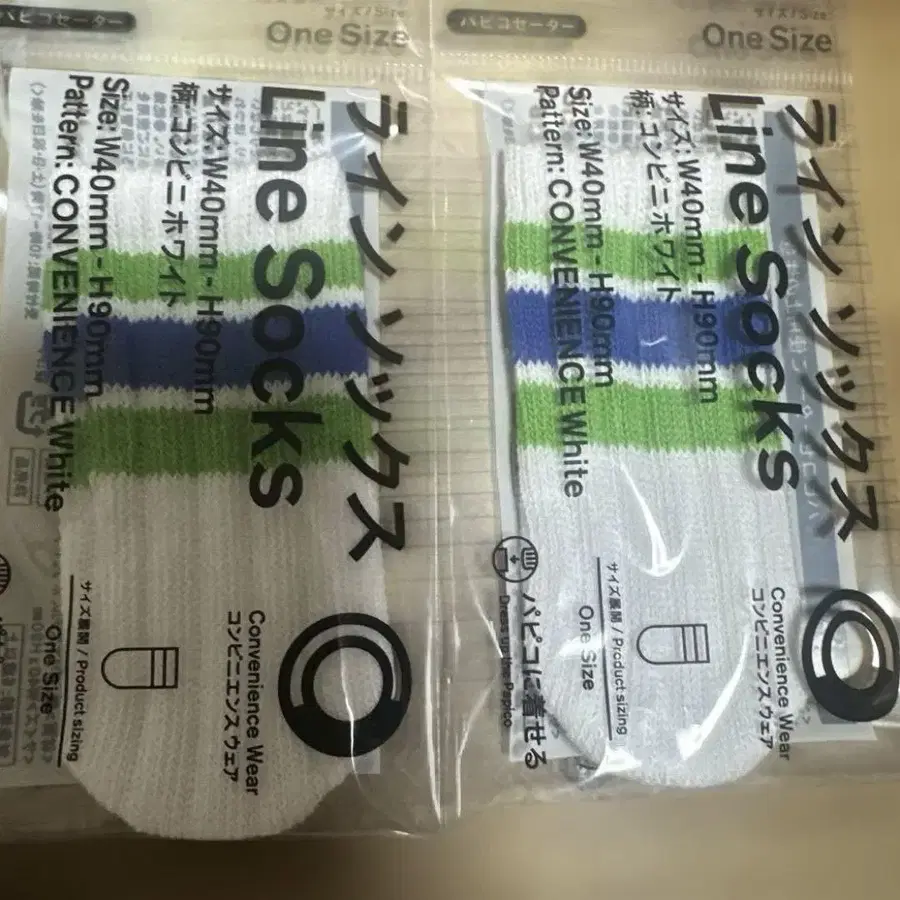 パピコセーター
サイズ/Size
One Size
ライン ソックス
Line Socks
サイズ: W40mm - H90mm
柄: コンビニホワイト
Size: W40mm - H90mm
Pattern: CONVENIENCE White
Convenience Wear
コンビニエンス ウェア
サイズ展開 / Product sizing
One Size
パピコセーター
サイズ/Size
One Size
ライン ソックス
Line Socks
サイズ: W40mm - H90mm
柄: コンビニホワイト
Size: W40mm - H90mm
Pattern: CONVENIENCE White
Convenience Wear
コンビニエンス ウェア
サイズ展開 / Product sizing
One Size
パピコに着せる
Dress up the Papico